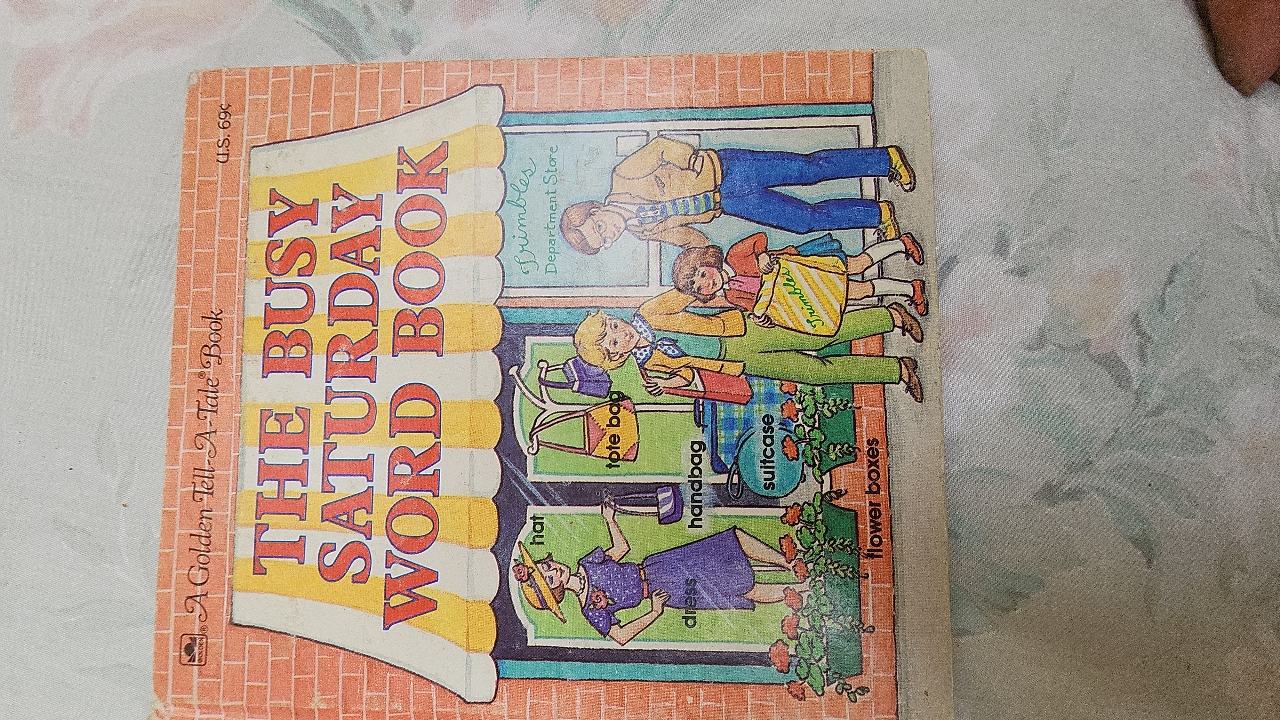 A Golden Tell-A-Tale® Book
U.S. 69¢
THE BUSY
SATURDAY
WORD BOOK
Trimbles
Department Store
hat
tote bag
Trimbles
dress
handbag
suitcase
flower boxes